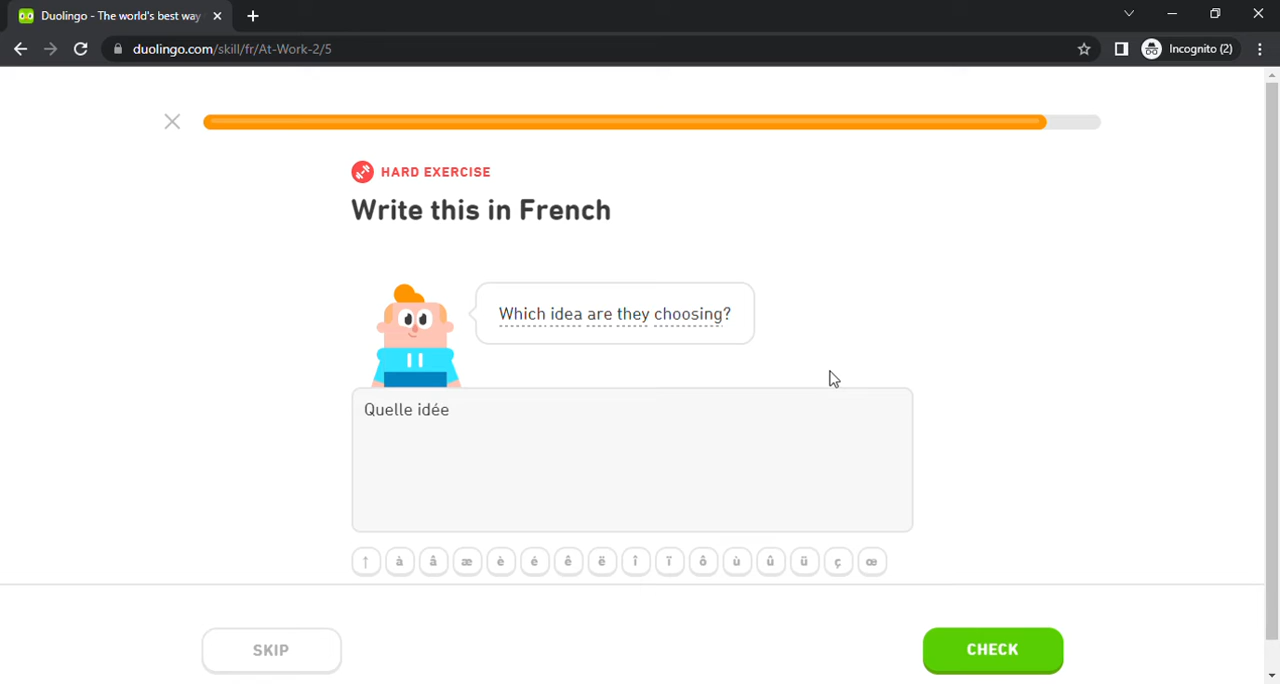 Duolingo - The world's best way
duolingo.com/skill/fr/At-Work-2/5
Incognito (2)
HARD EXERCISE
Write this in French
Which idea are they choosing?
Quelle idée
↑ à â æ è é ê ë î ï ô ù û ü ç œ
SKIP
CHECK